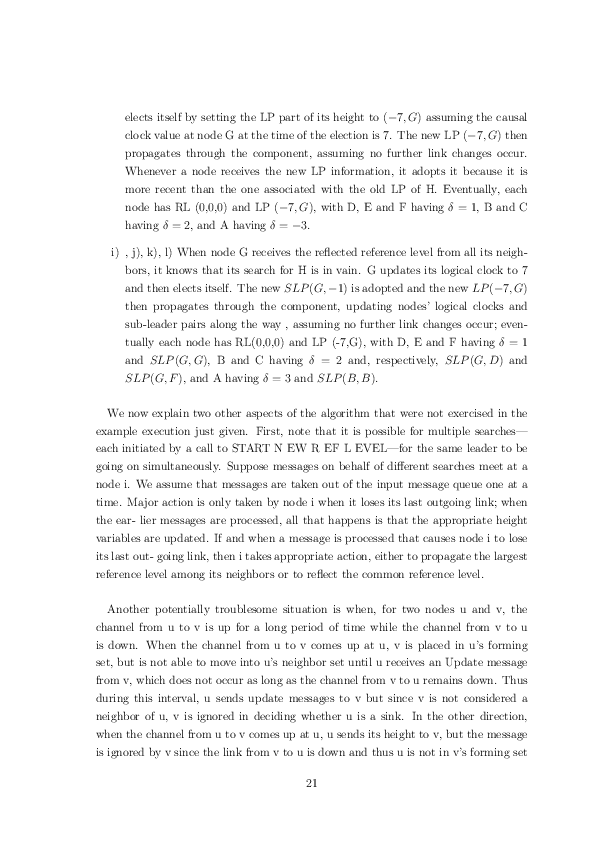 elects itself by setting the LP part of its height to (−7, G) assuming the causal
clock value at node G at the time of the election is 7. The new LP (−7, G) then
propagates through the component, assuming no further link changes occur.
Whenever a node receives the new LP information, it adopts it because it is
more recent than the one associated with the old LP of H. Eventually, each
node has RL (0,0,0) and LP (−7, G), with D, E and F having δ = 1, B and C
having δ = 2, and A having δ = −3.
i) , j), k), l) When node G receives the reflected reference level from all its neigh-
bors, it knows that its search for H is in vain. G updates its logical clock to 7
and then elects itself. The new SLP(G, −1) is adopted and the new LP(−7, G)
then propagates through the component, updating nodes' logical clocks and
sub-leader pairs along the way , assuming no further link changes occur; even-
tually each node has RL(0,0,0) and LP (-7,G), with D, E and F having δ = 1
and SLP(G, G), B and C having δ = 2 and, respectively, SLP(G, D) and
SLP(G, F), and A having δ = 3 and SLP(B, B).
We now explain two other aspects of the algorithm that were not exercised in the
example execution just given. First, note that it is possible for multiple searches—
each initiated by a call to START N EW R EF L EVEL—for the same leader to be
going on simultaneously. Suppose messages on behalf of different searches meet at a
node i. We assume that messages are taken out of the input message queue one at a
time. Major action is only taken by node i when it loses its last outgoing link; when
the ear- lier messages are processed, all that happens is that the appropriate height
variables are updated. If and when a message is processed that causes node i to lose
its last out- going link, then i takes appropriate action, either to propagate the largest
reference level among its neighbors or to reflect the common reference level.
Another potentially troublesome situation is when, for two nodes u and v, the
channel from u to v is up for a long period of time while the channel from v to u
is down. When the channel from u to v comes up at u, v is placed in u's forming
set, but is not able to move into u's neighbor set until u receives an Update message
from v, which does not occur as long as the channel from v to u remains down. Thus
during this interval, u sends update messages to v but since v is not considered a
neighbor of u, v is ignored in deciding whether u is a sink. In the other direction,
when the channel from u to v comes up at u, u sends its height to v, but the message
is ignored by v since the link from v to u is down and thus u is not in v's forming set
21